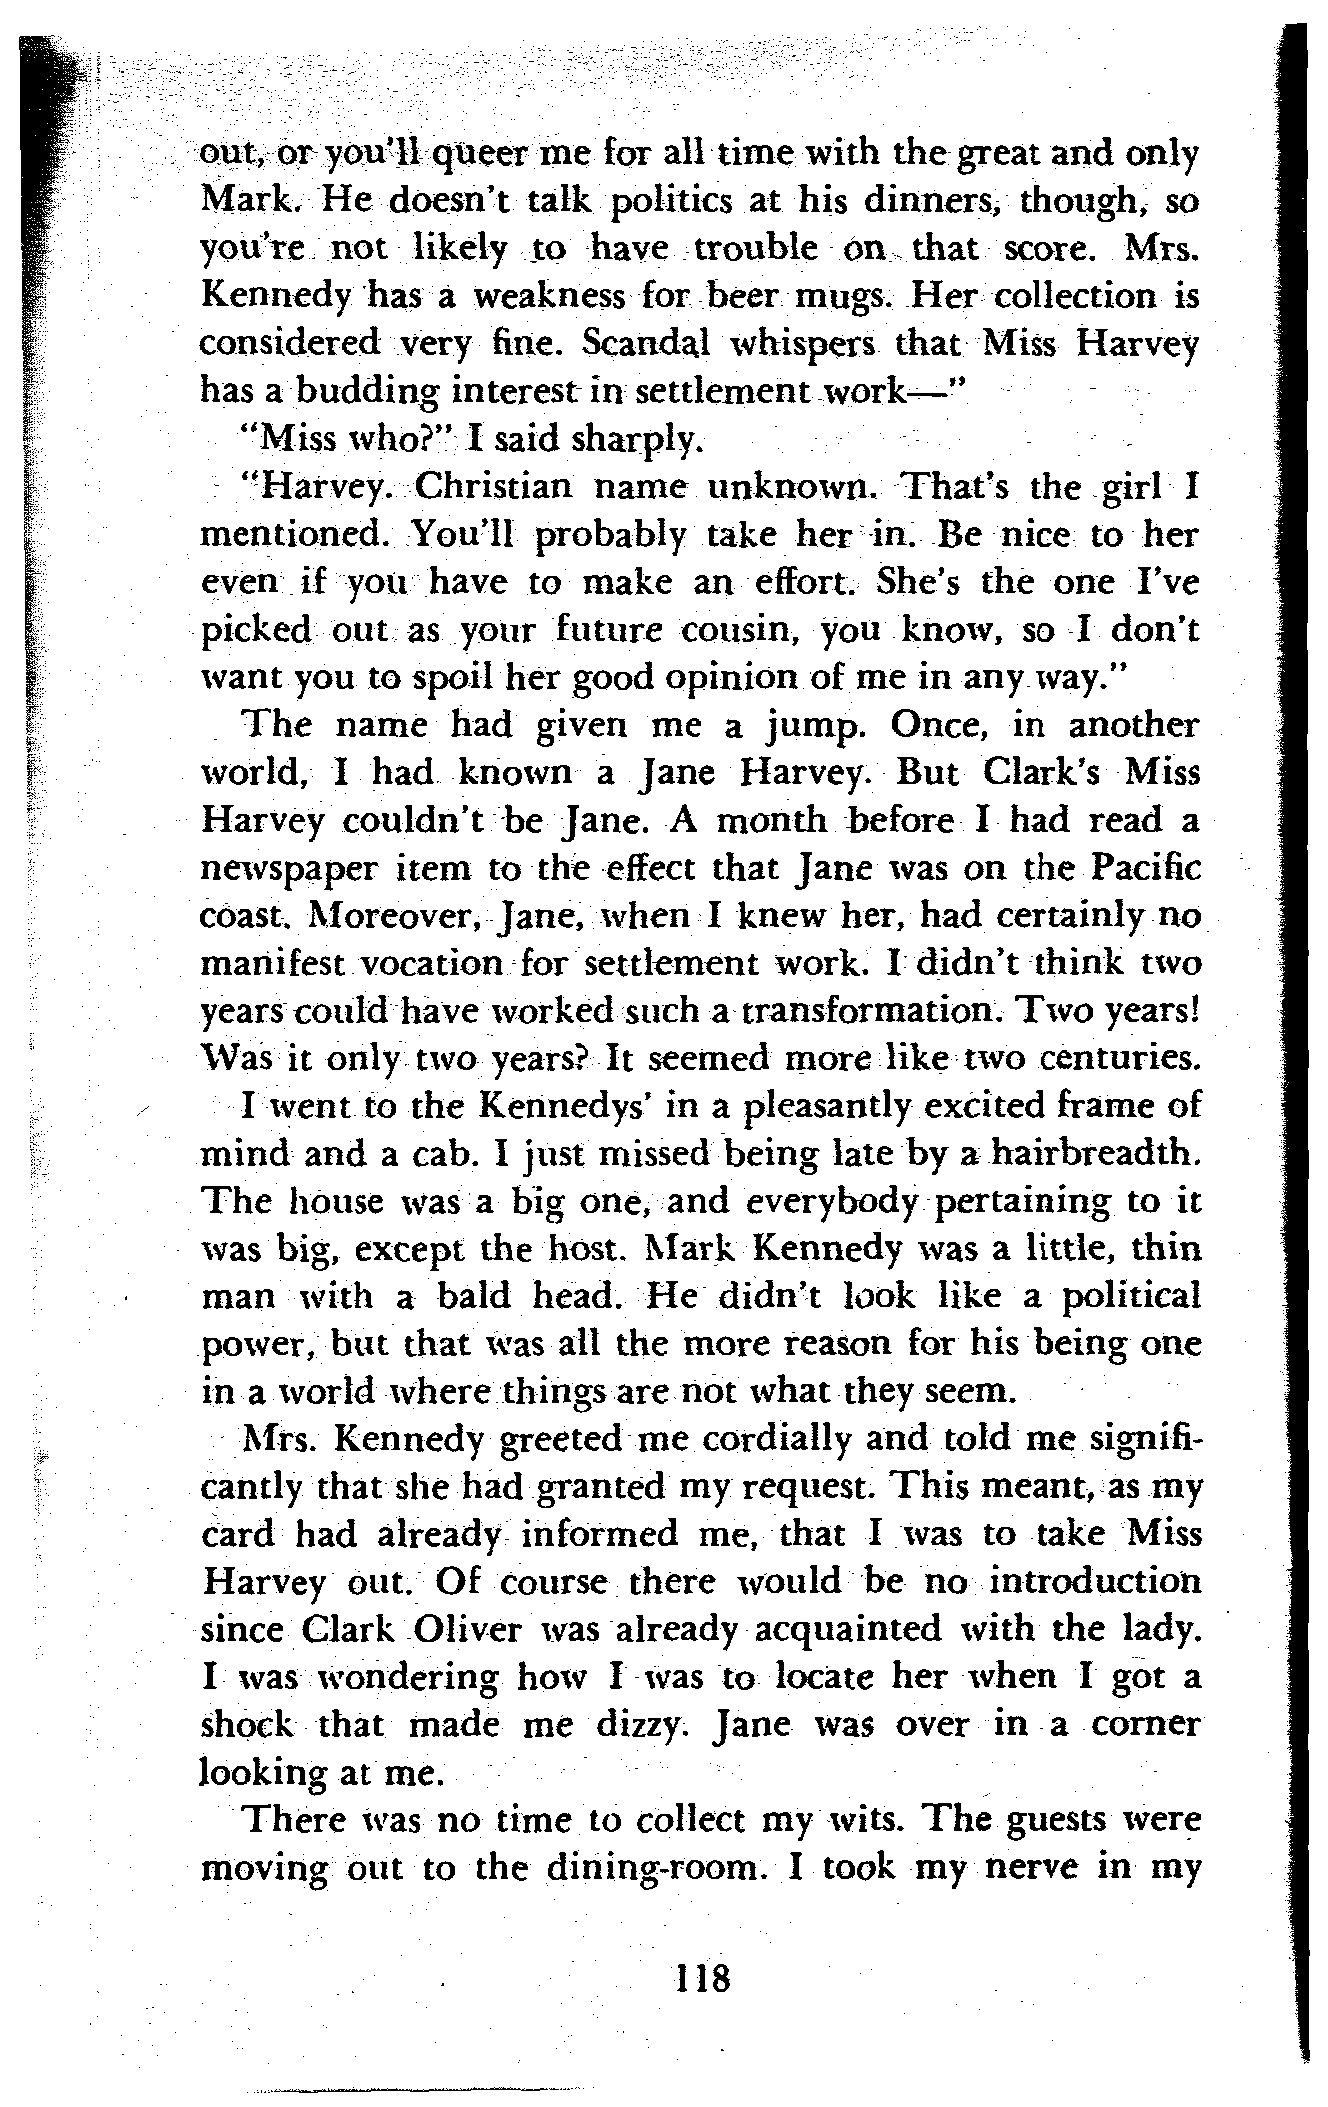 out, or you'll queer me for all time with the great and only
Mark. He doesn't talk politics at his dinners, though, so
you're not likely to have trouble on that score. Mrs.
Kennedy has a weakness for beer mugs. Her collection is
considered very fine. Scandal whispers that Miss Harvey
has a budding interest in settlement work—"
"Miss who?" I said sharply.
"Harvey. Christian name unknown. That's the girl I
mentioned. You'll probably take her in. Be nice to her
even if you have to make an effort. She's the one I've
picked out as your future cousin, you know, so I don't
want you to spoil her good opinion of me in any way."
The name had given me a jump. Once, in another
world, I had known a Jane Harvey. But Clark's Miss
Harvey couldn't be Jane. A month before I had read a
newspaper item to the effect that Jane was on the Pacific
coast. Moreover, Jane, when I knew her, had certainly no
manifest vocation for settlement work. I didn't think two
years could have worked such a transformation. Two years!
Was it only two years? It seemed more like two centuries.
I went to the Kennedys' in a pleasantly excited frame of
mind and a cab. I just missed being late by a hairbreadth.
The house was a big one, and everybody pertaining to it
was big, except the host. Mark Kennedy was a little, thin
man with a bald head. He didn't look like a political
power, but that was all the more reason for his being one
in a world where things are not what they seem.
Mrs. Kennedy greeted me cordially and told me signifi-
cantly that she had granted my request. This meant, as my
card had already informed me, that I was to take Miss
Harvey out. Of course there would be no introduction
since Clark Oliver was already acquainted with the lady.
I was wondering how I was to locate her when I got a
shock that made me dizzy. Jane was over in a corner
looking at me.
There was no time to collect my wits. The guests were
moving out to the dining-room. I took my nerve in my
118